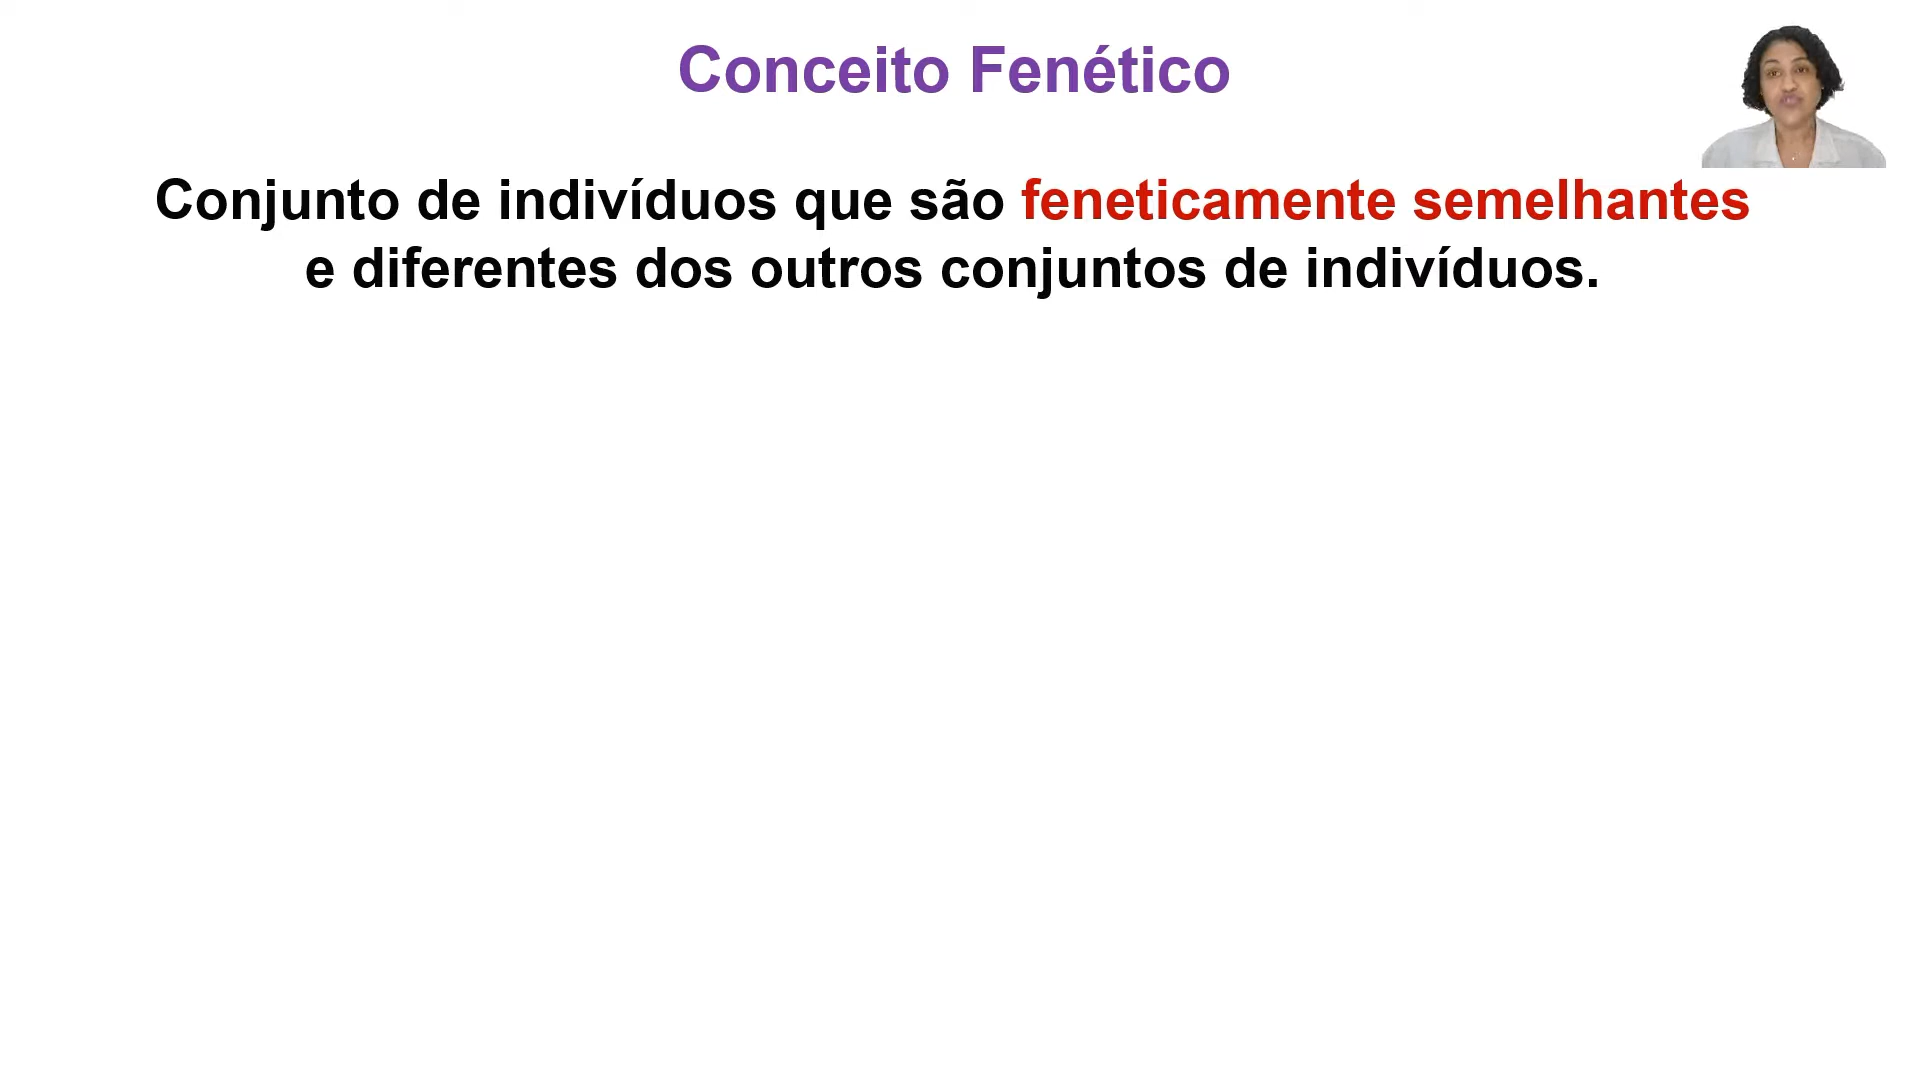 Conceito Fenético
Conjunto de indivíduos que são feneticamente semelhantes
e diferentes dos outros conjuntos de indivíduos.